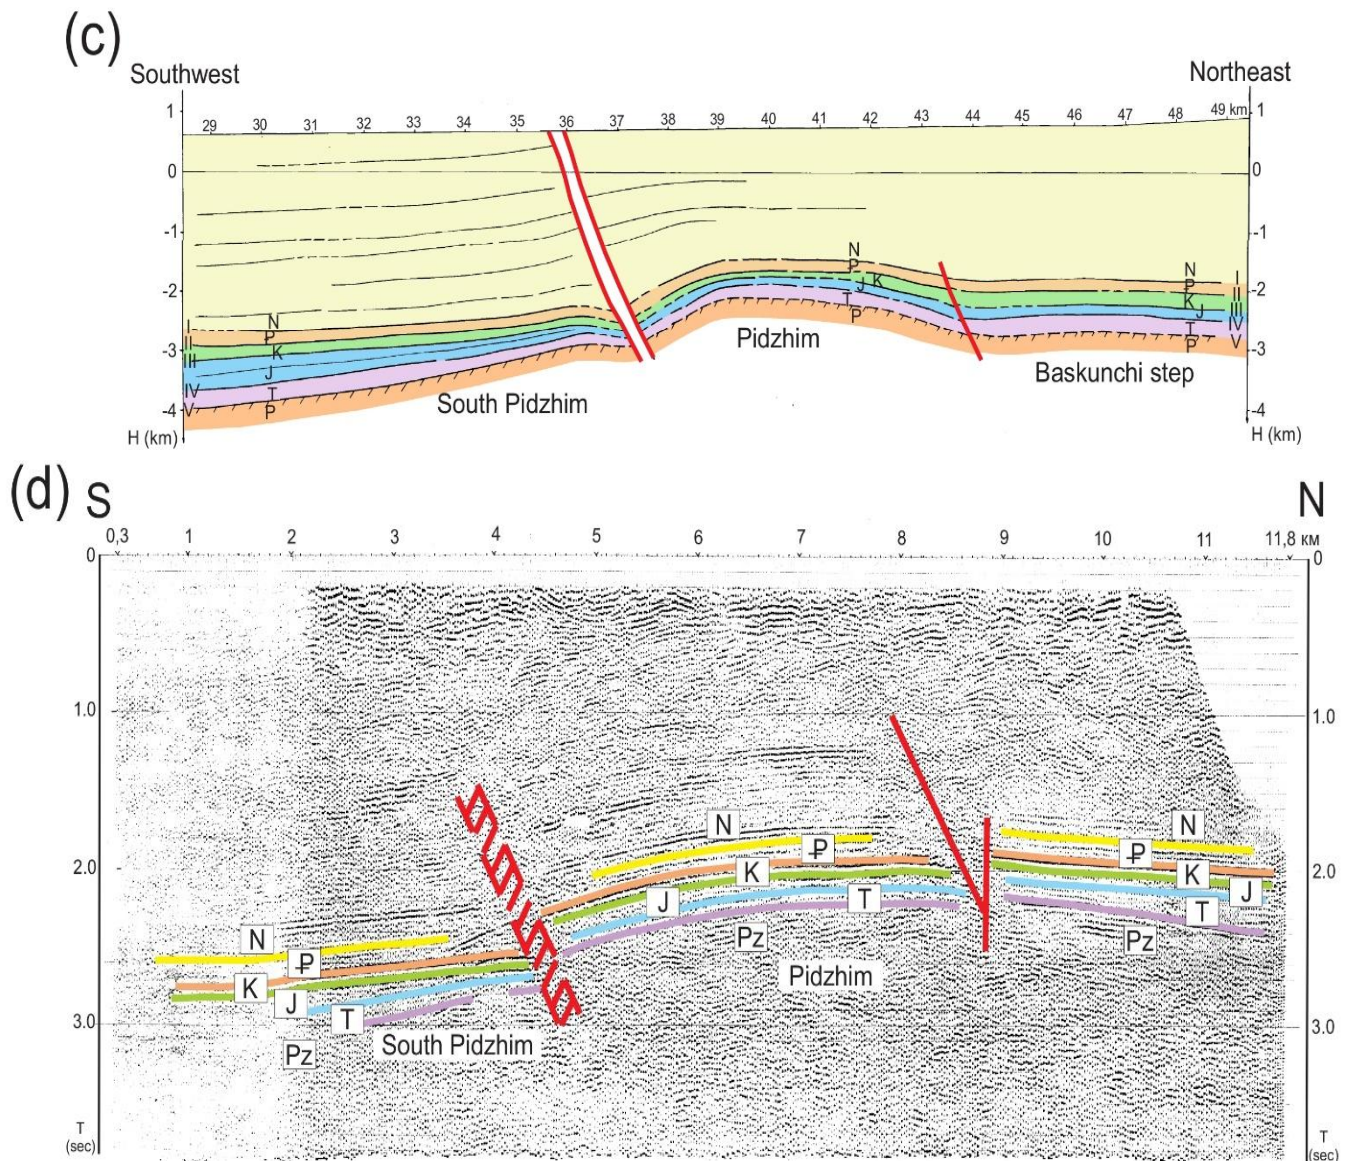 (c)
Southwest
Northeast
1
29 30 31 32 33 34 35 36 37 38 39 40 41 42 43 44 45 46 47 48 49 km
1
0
0
-1
-1
N
P
J K
T
P
N
P
K J
T
P
-2
-2
I
II
III
IV
V
N
P
K
J
T
P
I
II
III
IV
V
-3
-3
Pidzhim
Baskunchi step
South Pidzhim
-4
-4
H (km)
H (km)
(d) S
N
0,3 1 2 3 4 5 6 7 8 9 10 11 11,8 км
0
0
1.0
1.0
N
N
Ꝑ
Ꝑ
2.0
2.0
K
K
J
J
T
T
N
Pz
Pz
Ꝑ
Pidzhim
K
J
T
3.0
3.0
South Pidzhim
Pz
T
(sec)
T
(sec)